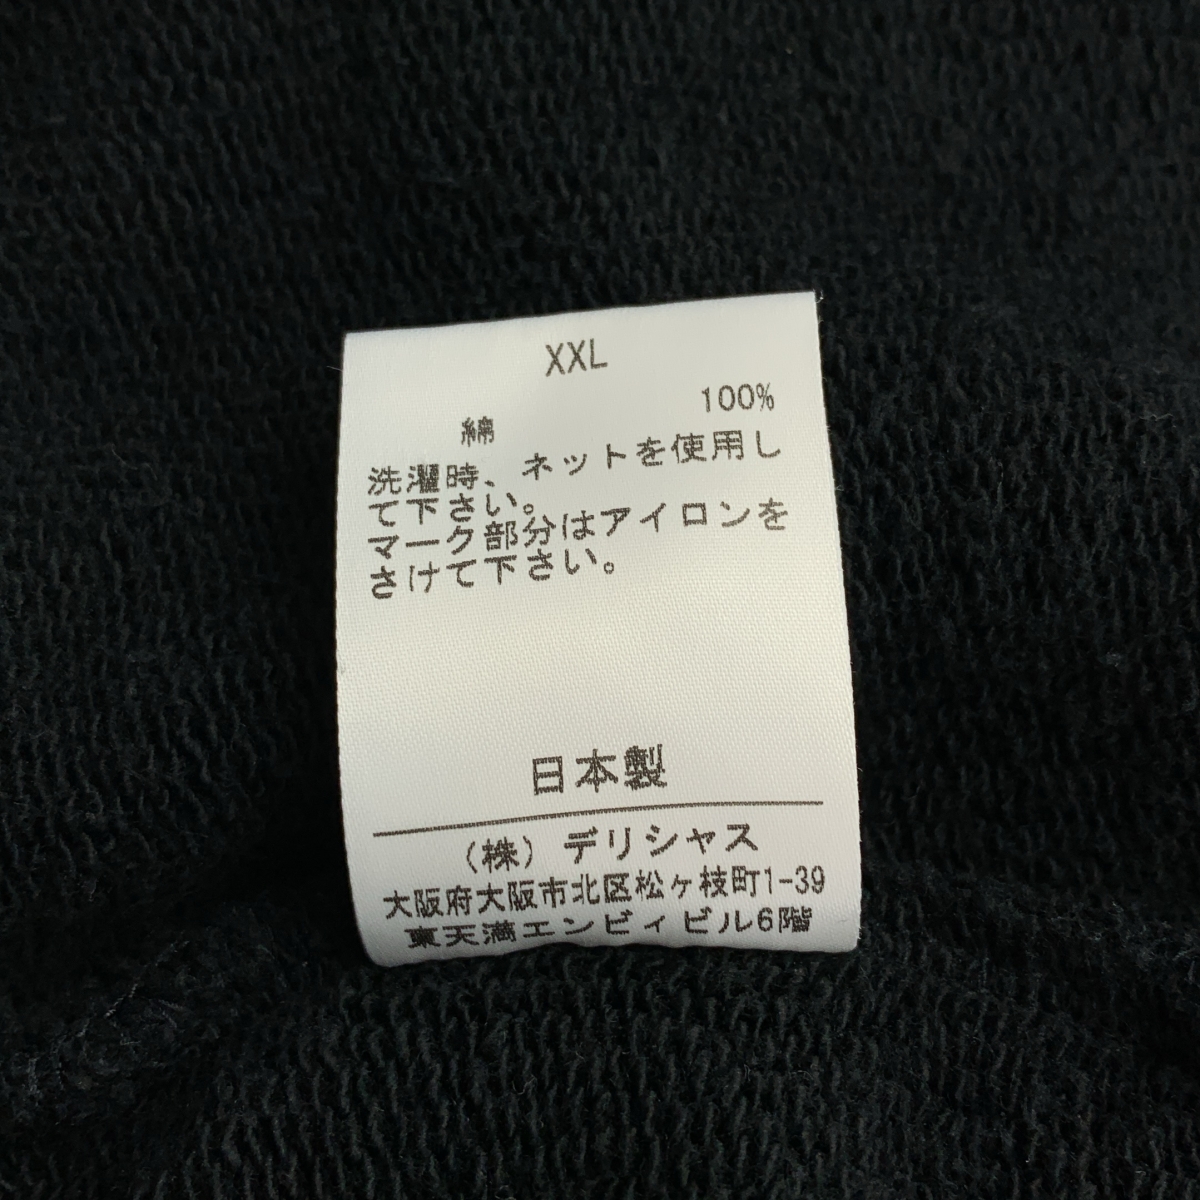 XXL
綿 100%
洗濯時、ネットを使用し
て下さい。
マーク部分はアイロンを
さけて下さい。
日本製
(株)デリシャス
大阪府大阪市北区松ヶ枝町1-39
東天満エンビィビル6階